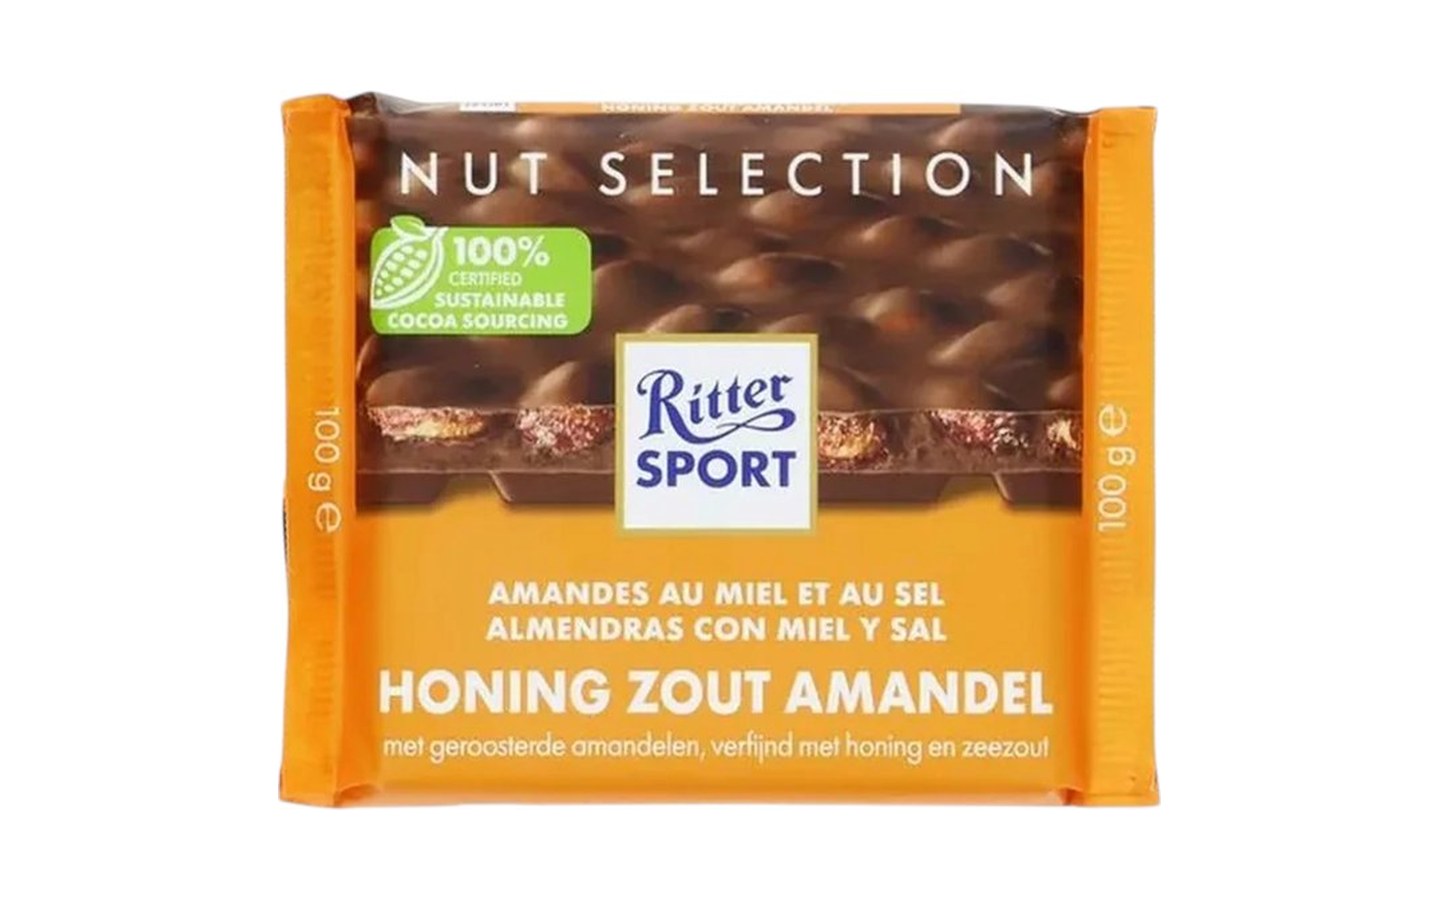 HONING ZOUT AMANDEL
NUT SELECTION
100%
CERTIFIED
SUSTAINABLE
COCOA SOURCING
Ritter
SPORT
100 g e
100 g e
AMANDES AU MIEL ET AU SEL
ALMENDRAS CON MIEL Y SAL
HONING ZOUT AMANDEL
met geroosterde amandelen, verfijnd met honing en zeezout